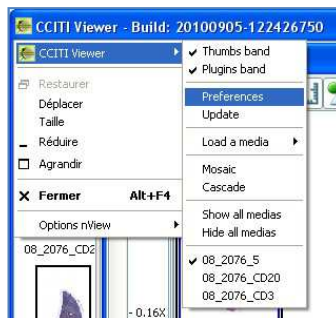 CCITI Viewer - Build: 20100905-122426750
CCITI Viewer
Restaurer
Déplacer
Taille
Réduire
Agrandir
Fermer Alt+F4
Options nView
Thumbs band
Plugins band
Preferences
Update
Load a media
Mosaic
Cascade
Show all medias
Hide all medias
08_2076_5
08_2076_CD20
08_2076_CD3
08_2076_CD2
- 0.16X